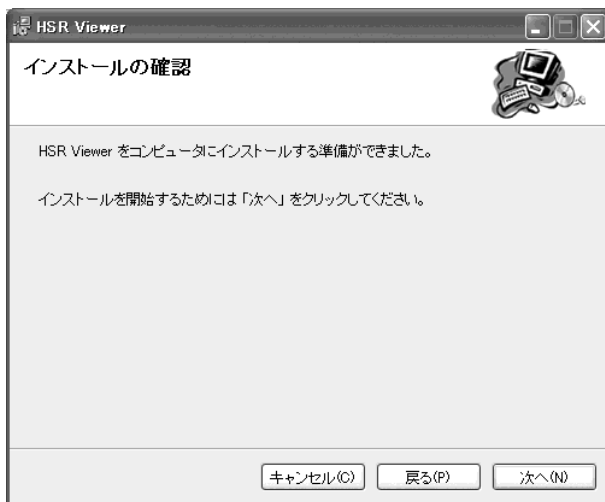 HSR Viewer
インストールの確認
HSR Viewer をコンピュータにインストールする準備ができました。
インストールを開始するためには「次へ」をクリックしてください。
キャンセル(C)
戻る(P)
次へ(N)